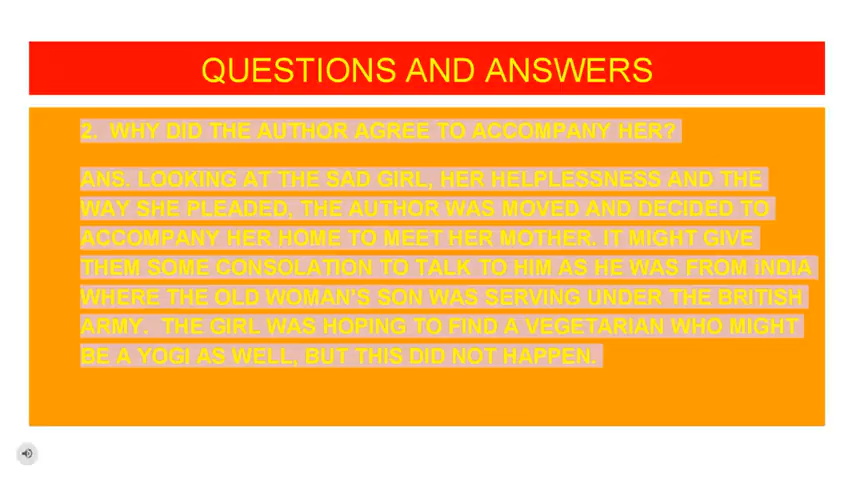 QUESTIONS AND ANSWERS
2. WHY DID THE AUTHOR AGREE TO ACCOMPANY HER?
ANS. LOOKING AT THE SAD GIRL, HER HELPLESSNESS AND THE
WAY SHE PLEADED, THE AUTHOR WAS MOVED AND DECIDED TO
ACCOMPANY HER HOME TO MEET HER MOTHER. IT MIGHT GIVE
THEM SOME CONSOLATION TO TALK TO HIM AS HE WAS FROM INDIA
WHERE THE OLD WOMAN'S SON WAS SERVING UNDER THE BRITISH
ARMY. THE GIRL WAS HOPING TO FIND A VEGETARIAN WHO MIGHT
BE A YOGI AS WELL, BUT THIS DID NOT HAPPEN.